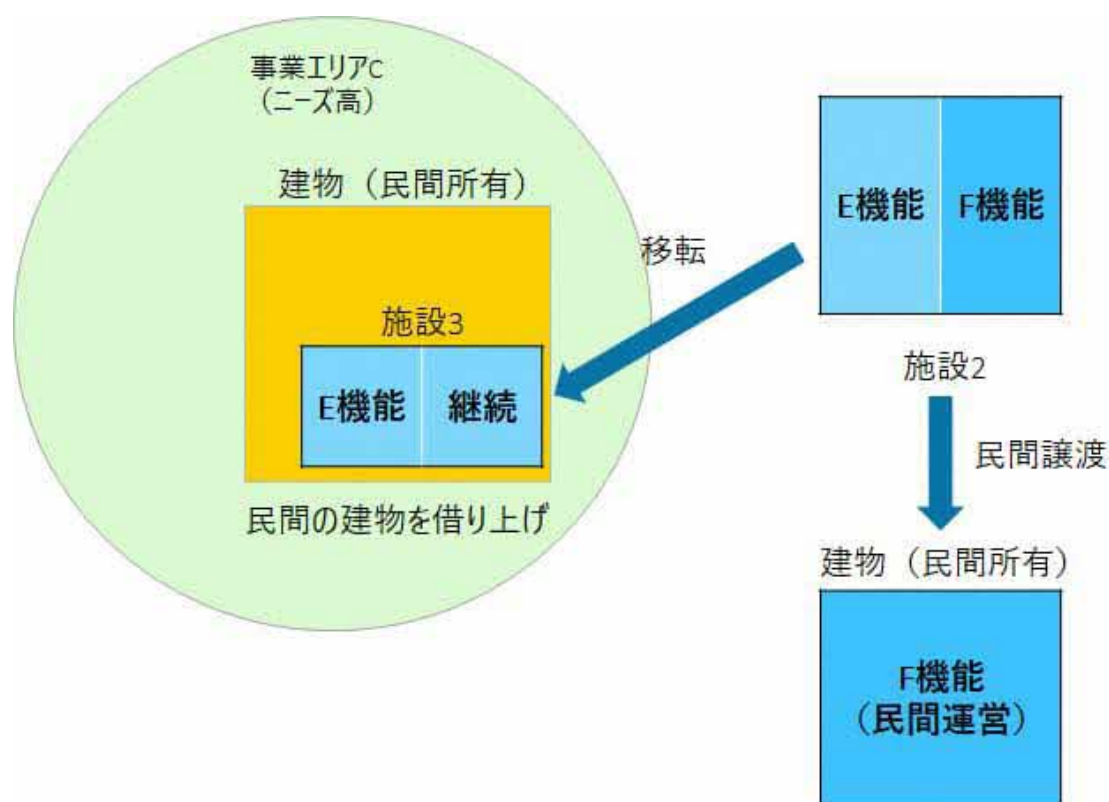 事業エリアC
（ニーズ高）
建物（民間所有）
施設3
E機能 継続
民間の建物を借り上げ
移転
E機能 F機能
施設2
民間譲渡
建物（民間所有）
F機能
（民間運営）